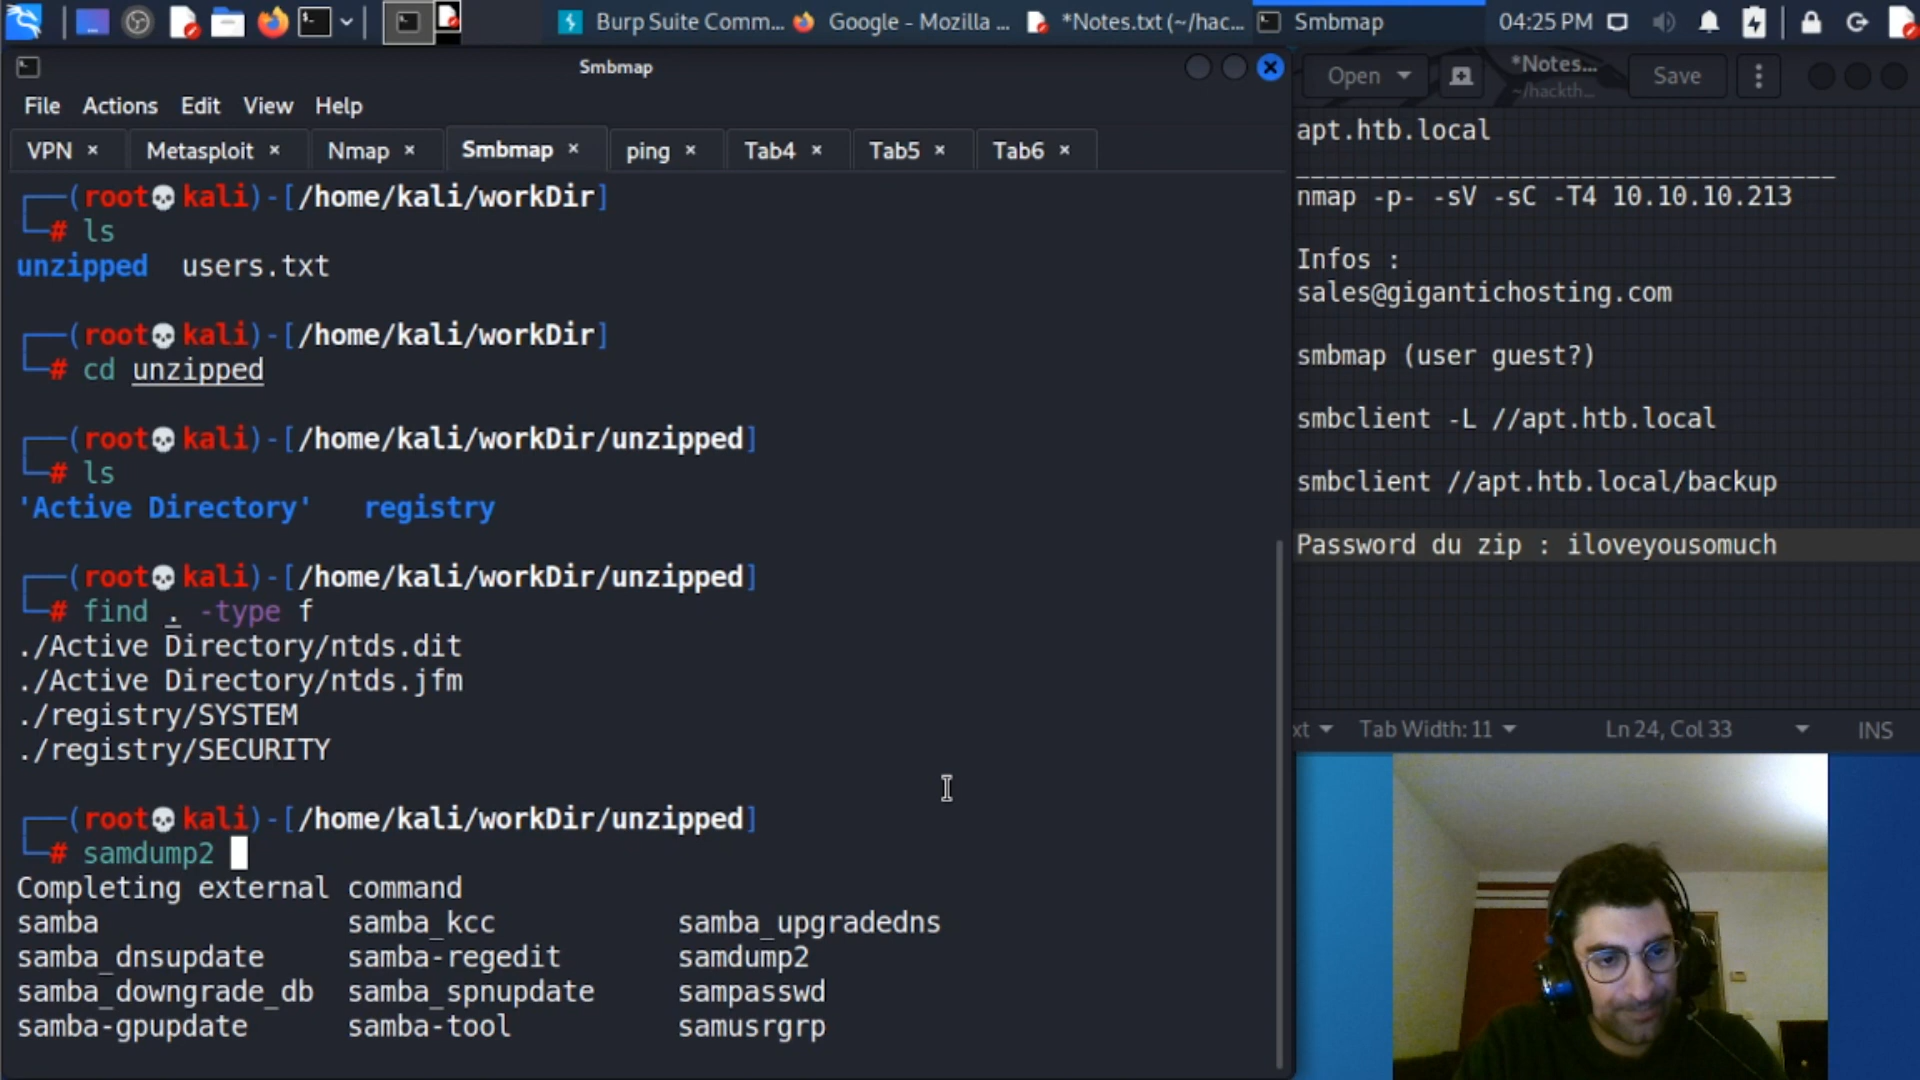 Burp Suite Comm...
Google - Mozilla ...
*Notes.txt (~/hac...
Smbmap
04:25 PM
Smbmap
File Actions Edit View Help
VPN × Metasploit × Nmap × Smbmap × ping × Tab4 × Tab5 × Tab6 ×
┌──(root💀kali)-[/home/kali/workDir]
└─# ls
unzipped users.txt
┌──(root💀kali)-[/home/kali/workDir]
└─# cd unzipped
┌──(root💀kali)-[/home/kali/workDir/unzipped]
└─# ls
'Active Directory' registry
┌──(root💀kali)-[/home/kali/workDir/unzipped]
└─# find . -type f
./Active Directory/ntds.dit
./Active Directory/ntds.jfm
./registry/SYSTEM
./registry/SECURITY
┌──(root💀kali)-[/home/kali/workDir/unzipped]
└─# samdump2
Completing external command
samba samba_kcc samba_upgradedns
samba_dnsupdate samba-regedit samdump2
samba_downgrade_db samba_spnupdate sampasswd
samba-gpupdate samba-tool samusrgrp
Open
*Notes...
~/hackth...
Save
apt.htb.local
____________________________________
nmap -p- -sV -sC -T4 10.10.10.213
Infos :
sales@gigantichosting.com
smbmap (user guest?)
smbclient -L //apt.htb.local
smbclient //apt.htb.local/backup
Password du zip : iloveyousomuch
xt Tab Width: 11 Ln 24, Col 33 INS